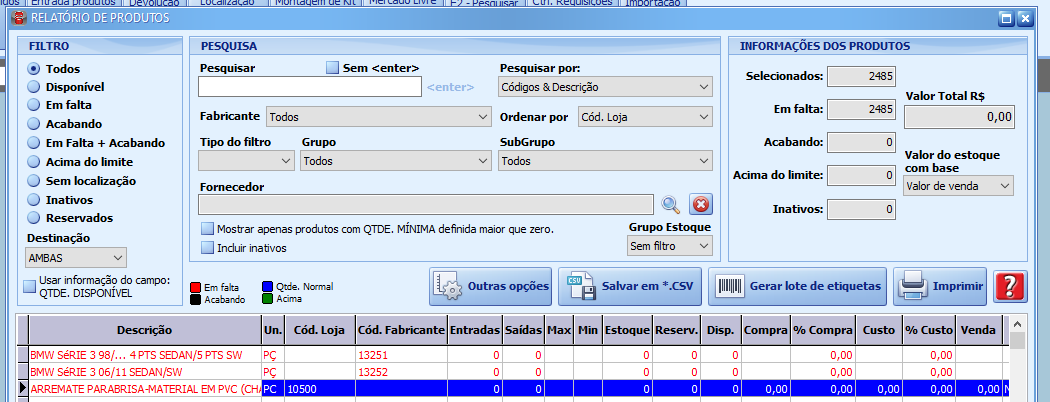 Entrada produtos Devolução Localização Montagem de Kit Mercado Livre F2 - Pesquisar Ctrl. Requisições Importação
RELATÓRIO DE PRODUTOS
FILTRO
Todos
Disponível
Em falta
Acabando
Em Falta + Acabando
Acima do limite
Sem localização
Inativos
Reservados
Destinação
AMBAS
Usar informação do campo:
QTDE. DISPONÍVEL
PESQUISA
Pesquisar Sem <enter> Pesquisar por:
<enter> Códigos & Descrição
Fabricante Todos Ordenar por Cód. Loja
Tipo do filtro Grupo SubGrupo
Todos Todos
Fornecedor
Mostrar apenas produtos com QTDE. MÍNIMA definida maior que zero.
Incluir inativos
Grupo Estoque
Sem filtro
INFORMAÇÕES DOS PRODUTOS
Selecionados: 2485
Em falta: 2485
Acabando: 0
Acima do limite: 0
Inativos: 0
Valor Total R$
0,00
Valor do estoque
com base
Valor de venda
Em falta Qtde. Normal
Acabando Acima
Outras opções CSV Salvar em *.CSV Gerar lote de etiquetas Imprimir ?
Descrição Un. Cód. Loja Cód. Fabricante Entradas Saídas Max Min Estoque Reserv. Disp. Compra % Compra Custo % Custo Venda
BMW SéRIE 3 98/... 4 PTS SEDAN/5 PTS SW PÇ 13251 0 0 0 0 0 0,00 0,00
BMW SéRIE 3 06/11 SEDAN/SW PÇ 13252 0 0 0 0 0 0,00 0,00
ARREMATE PARABRISA-MATERIAL EM PVC (CHA PC 10500 0 0 0 0 0 0,00 0,00 0,00 0,00 0,00